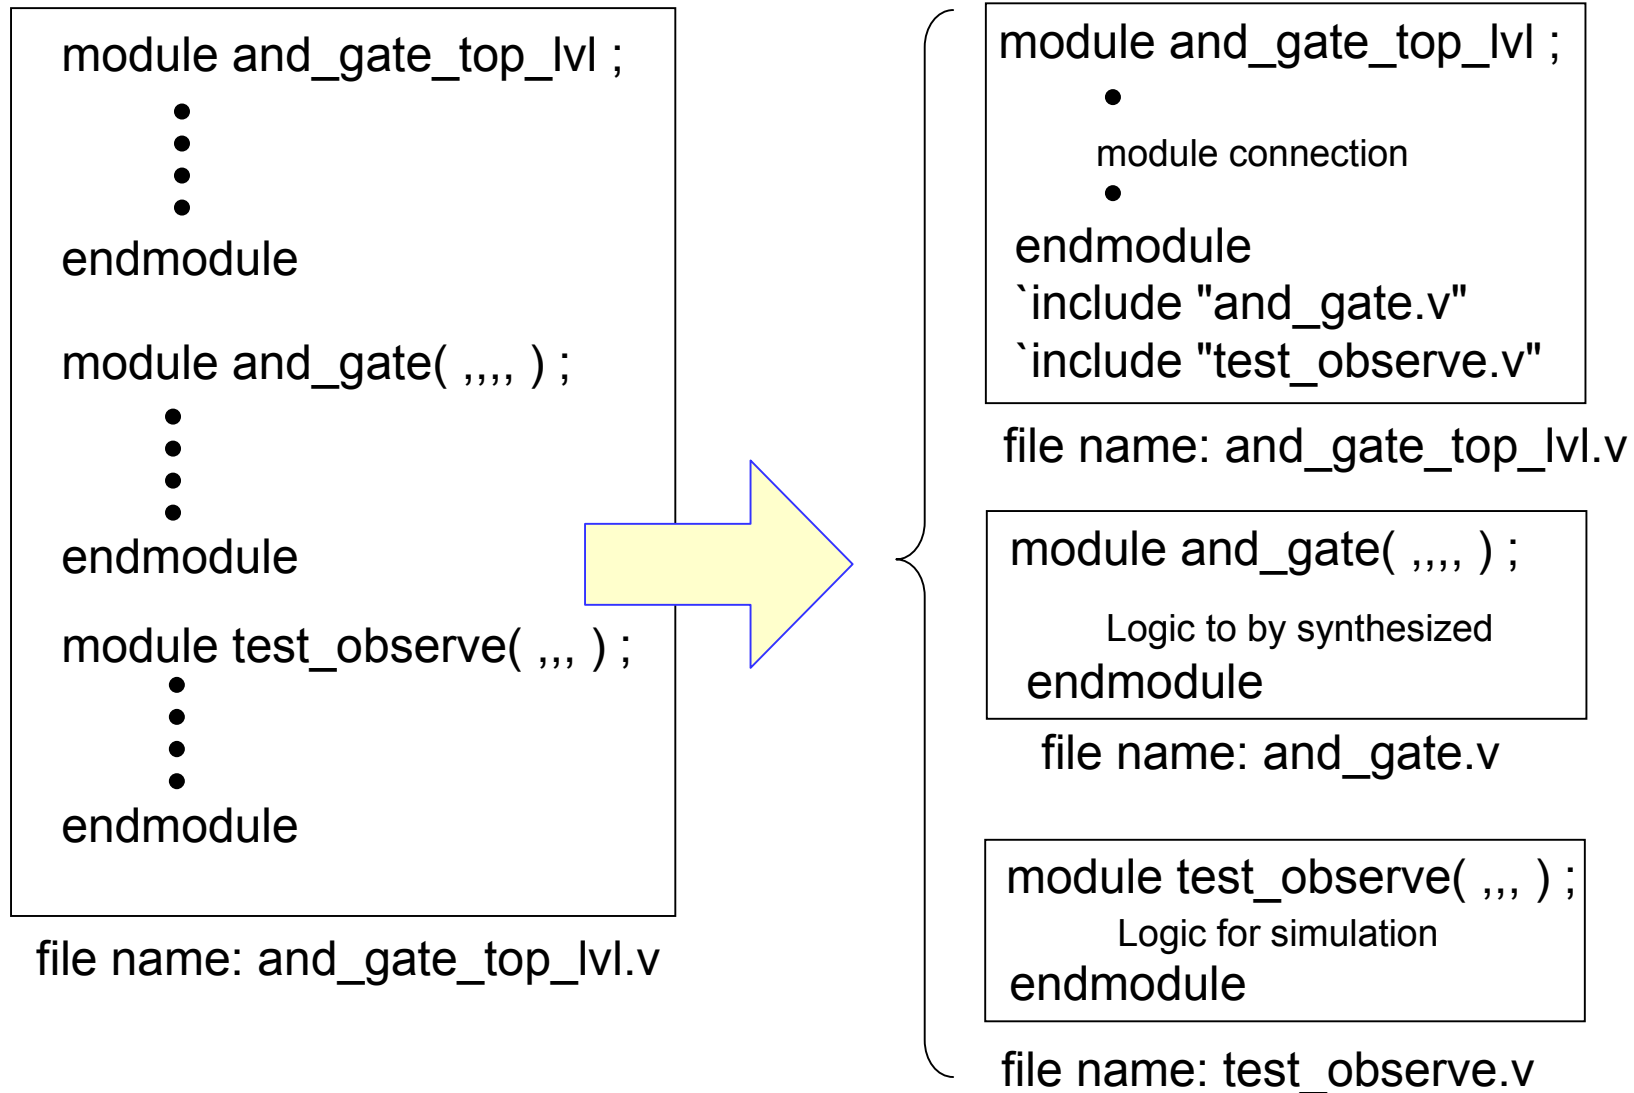 module and_gate_top_lvl ;
endmodule
module and_gate( ,,,, ) ;
endmodule
module test_observe( ,,, ) ;
endmodule
file name: and_gate_top_lvl.v
module and_gate_top_lvl ;
module connection
endmodule
`include "and_gate.v"
`include "test_observe.v"
file name: and_gate_top_lvl.v
module and_gate( ,,,, ) ;
Logic to by synthesized
endmodule
file name: and_gate.v
module test_observe( ,,, ) ;
Logic for simulation
endmodule
file name: test_observe.v